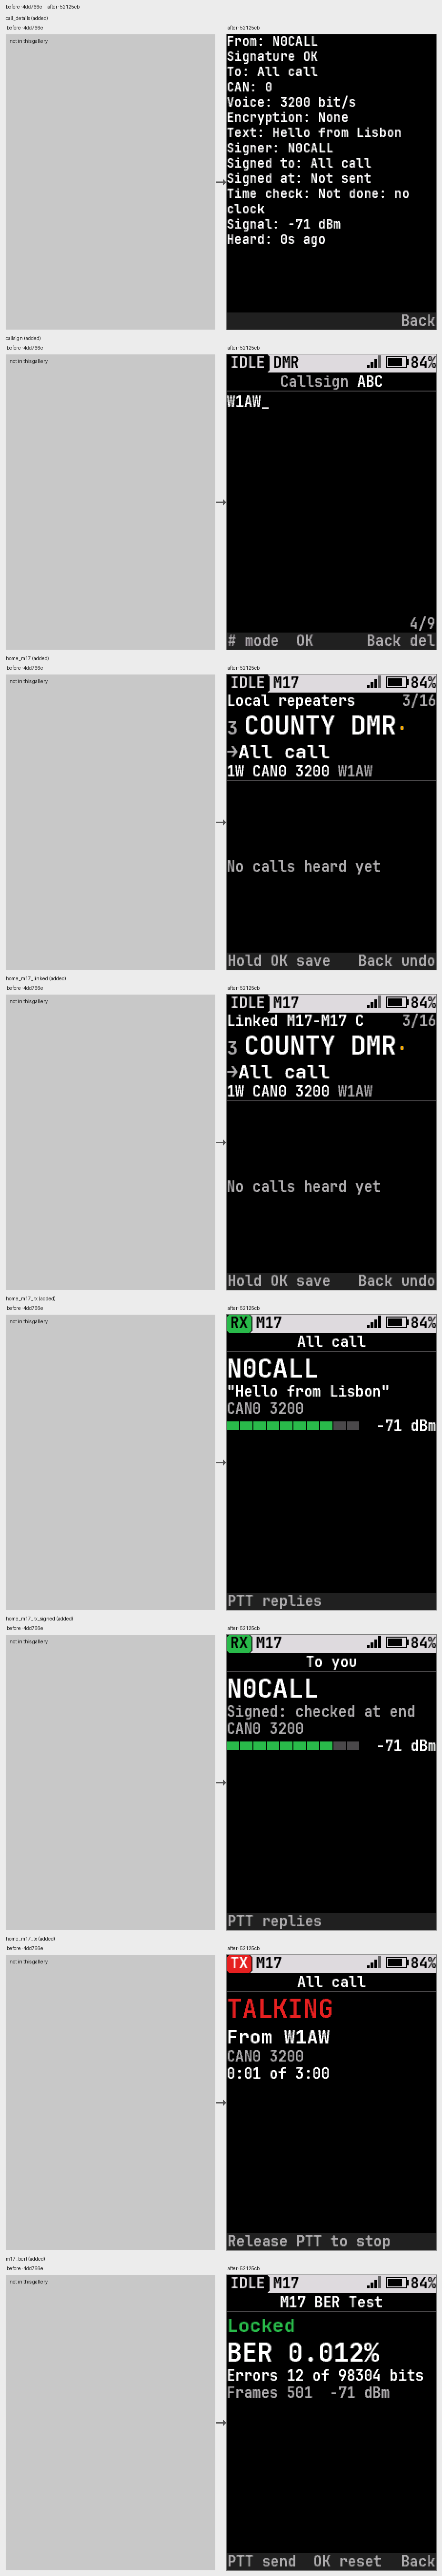 before · 4dd766e | after · 52125cb
call_details (added)
before · 4dd766e
after · 52125cb
not in this gallery
From: N0CALL
Signature OK
To: All call
CAN: 0
Voice: 3200 bit/s
Encryption: None
Text: Hello from Lisbon
Signer: N0CALL
Signed to: All call
Signed at: Not sent
→
Time check: Not done: no
clock
Signal: -71 dBm
Heard: 0s ago
Back
callsign (added)
before · 4dd766e
after · 52125cb
not in this gallery
IDLE DMR 84%
Callsign ABC
W1AW_
→
4/9
# mode OK Back del
home_m17 (added)
before · 4dd766e
after · 52125cb
not in this gallery
IDLE M17 84%
Local repeaters 3/16
3 COUNTY DMR·
→All call
1W CAN0 3200 W1AW
→
No calls heard yet
Hold OK save Back undo
home_m17_linked (added)
before · 4dd766e
after · 52125cb
not in this gallery
IDLE M17 84%
Linked M17-M17 C 3/16
3 COUNTY DMR·
→All call
1W CAN0 3200 W1AW
→
No calls heard yet
Hold OK save Back undo
home_m17_rx (added)
before · 4dd766e
after · 52125cb
not in this gallery
RX M17 84%
All call
N0CALL
"Hello from Lisbon"
CAN0 3200
-71 dBm
→
PTT replies
home_m17_rx_signed (added)
before · 4dd766e
after · 52125cb
not in this gallery
RX M17 84%
To you
N0CALL
Signed: checked at end
CAN0 3200
-71 dBm
→
PTT replies
home_m17_tx (added)
before · 4dd766e
after · 52125cb
not in this gallery
TX M17 84%
All call
TALKING
From W1AW
CAN0 3200
0:01 of 3:00
→
Release PTT to stop
m17_bert (added)
before · 4dd766e
after · 52125cb
not in this gallery
IDLE M17 84%
M17 BER Test
Locked
BER 0.012%
Errors 12 of 98304 bits
Frames 501 -71 dBm
→
PTT send OK reset Back